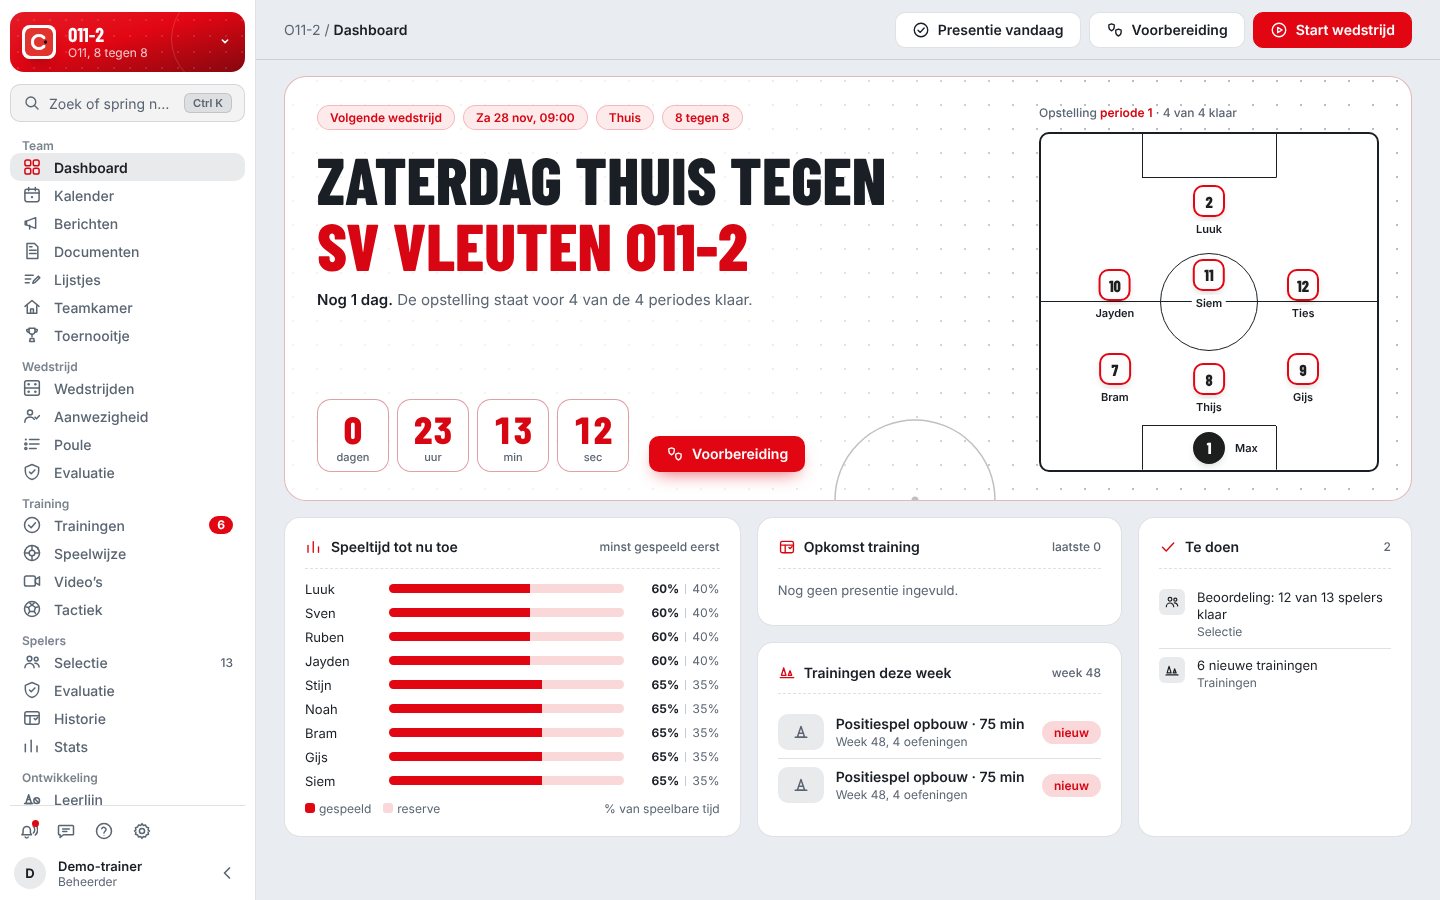 O11-2
O11, 8 tegen 8
Zoek of spring n...
Ctrl K
Team
Dashboard
Kalender
Berichten
Documenten
Lijstjes
Teamkamer
Toernooitje
Wedstrijd
Wedstrijden
Aanwezigheid
Poule
Evaluatie
Training
Trainingen 6
Speelwijze
Video's
Tactiek
Spelers
Selectie 13
Evaluatie
Historie
Stats
Ontwikkeling
Leerlijn
D
Demo-trainer
Beheerder
O11-2 / Dashboard
Presentie vandaag
Voorbereiding
Start wedstrijd
Volgende wedstrijd
Za 28 nov, 09:00
Thuis
8 tegen 8
ZATERDAG THUIS TEGEN
SV VLEUTEN O11-2
Nog 1 dag. De opstelling staat voor 4 van de 4 periodes klaar.
0 dagen
23 uur
13 min
12 sec
Voorbereiding
Opstelling periode 1 · 4 van 4 klaar
2
Luuk
10
Jayden
11
Siem
12
Ties
7
Bram
8
Thijs
9
Gijs
1 Max
Speeltijd tot nu toe
minst gespeeld eerst
Luuk 60% | 40%
Sven 60% | 40%
Ruben 60% | 40%
Jayden 60% | 40%
Stijn 65% | 35%
Noah 65% | 35%
Bram 65% | 35%
Gijs 65% | 35%
Siem 65% | 35%
gespeeld reserve % van speelbare tijd
Opkomst training
laatste 0
Nog geen presentie ingevuld.
Trainingen deze week
week 48
Positiespel opbouw · 75 min
Week 48, 4 oefeningen
nieuw
Positiespel opbouw · 75 min
Week 48, 4 oefeningen
nieuw
Te doen
2
Beoordeling: 12 van 13 spelers
klaar
Selectie
6 nieuwe trainingen
Trainingen